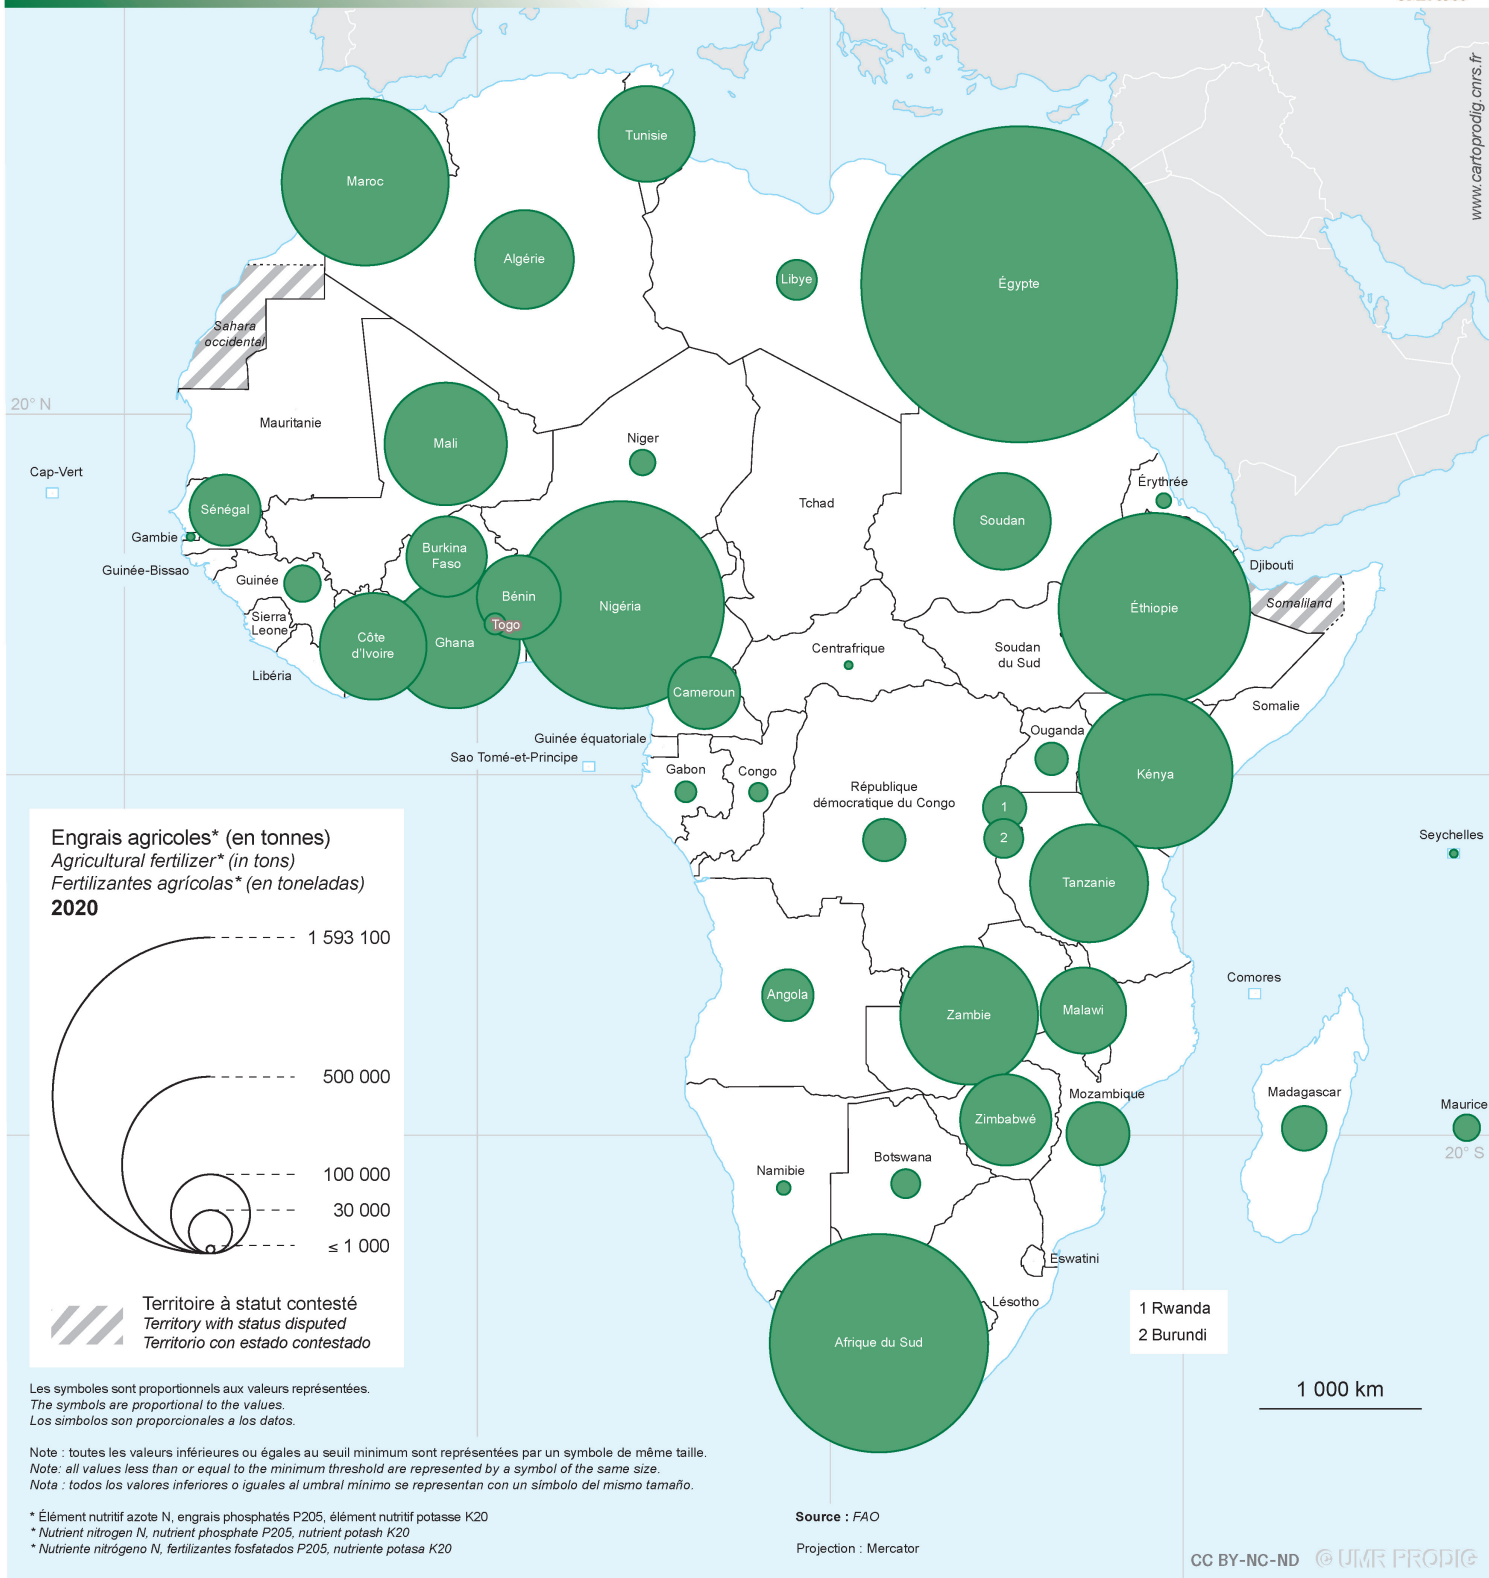 www.cartoprodig.cnrs.fr
Tunisie
Maroc
Algérie
Libye
Égypte
Sahara
occidental
20° N
Mauritanie
Mali
Niger
Cap-Vert
Érythrée
Tchad
Sénégal
Soudan
Gambie
Burkina
Faso
Guinée-Bissao
Djibouti
Guinée
Bénin
Nigéria
Éthiopie
Somaliland
Sierra
Leone
Togo
Côte
d'Ivoire
Ghana
Centrafrique
Soudan
du Sud
Libéria
Cameroun
Somalie
Guinée équatoriale
Ouganda
Sao Tomé-et-Principe
Gabon
Congo
Kénya
République
démocratique du Congo
1
2
Seychelles
Tanzanie
Comores
Angola
Zambie
Malawi
Mozambique
Madagascar
Maurice
Zimbabwé
20° S
Botswana
Namibie
Eswatini
Lésotho
Afrique du Sud
1 Rwanda
2 Burundi
1 000 km
Engrais agricoles* (en tonnes)
Agricultural fertilizer* (in tons)
Fertilizantes agrícolas* (en toneladas)
2020
1 593 100
500 000
100 000
30 000
≤ 1 000
Territoire à statut contesté
Territory with status disputed
Territorio con estado contestado
Les symboles sont proportionnels aux valeurs représentées.
The symbols are proportional to the values.
Los simbolos son proporcionales a los datos.
Note : toutes les valeurs inférieures ou égales au seuil minimum sont représentées par un symbole de même taille.
Note: all values less than or equal to the minimum threshold are represented by a symbol of the same size.
Nota : todos los valores inferiores o iguales al umbral mínimo se representan con un símbolo del mismo tamaño.
* Élément nutritif azote N, engrais phosphatés P205, élément nutritif potasse K20
* Nutrient nitrogen N, nutrient phosphate P205, nutrient potash K20
* Nutriente nitrógeno N, fertilizantes fosfatados P205, nutriente potasa K20
Source : FAO
Projection : Mercator
CC BY-NC-ND © UMR PRODIG